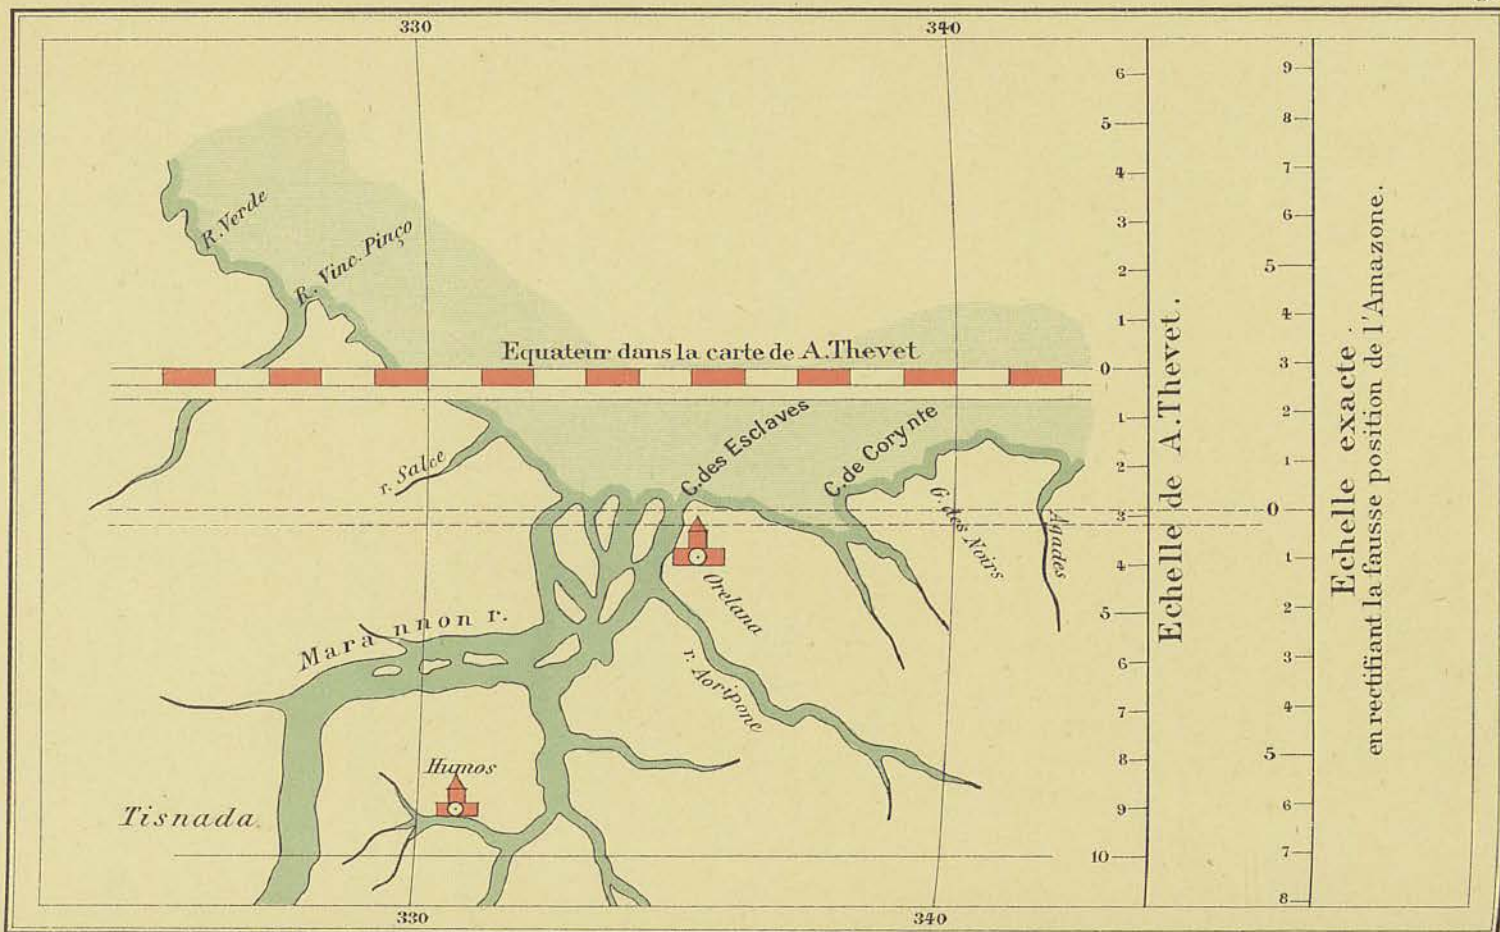 330
340
R. Verde
R. Vinc. Pinço
Equateur dans la carte de A. Thevet
r. Salce
C. des Esclaves
C. de Corynte
G. des Noirs
Agades
Orelana
Mara nnon r.
r. Aoripone
Humos
Tisnada
330
340
6
5
4
3
2
1
0
1
2
3
4
5
6
7
8
9
10
Echelle de A. Thevet.
9
8
7
6
5
4
3
2
1
0
1
2
3
4
5
6
7
8
Echelle exacte.
en rectifiant la fausse position de l'Amazone.